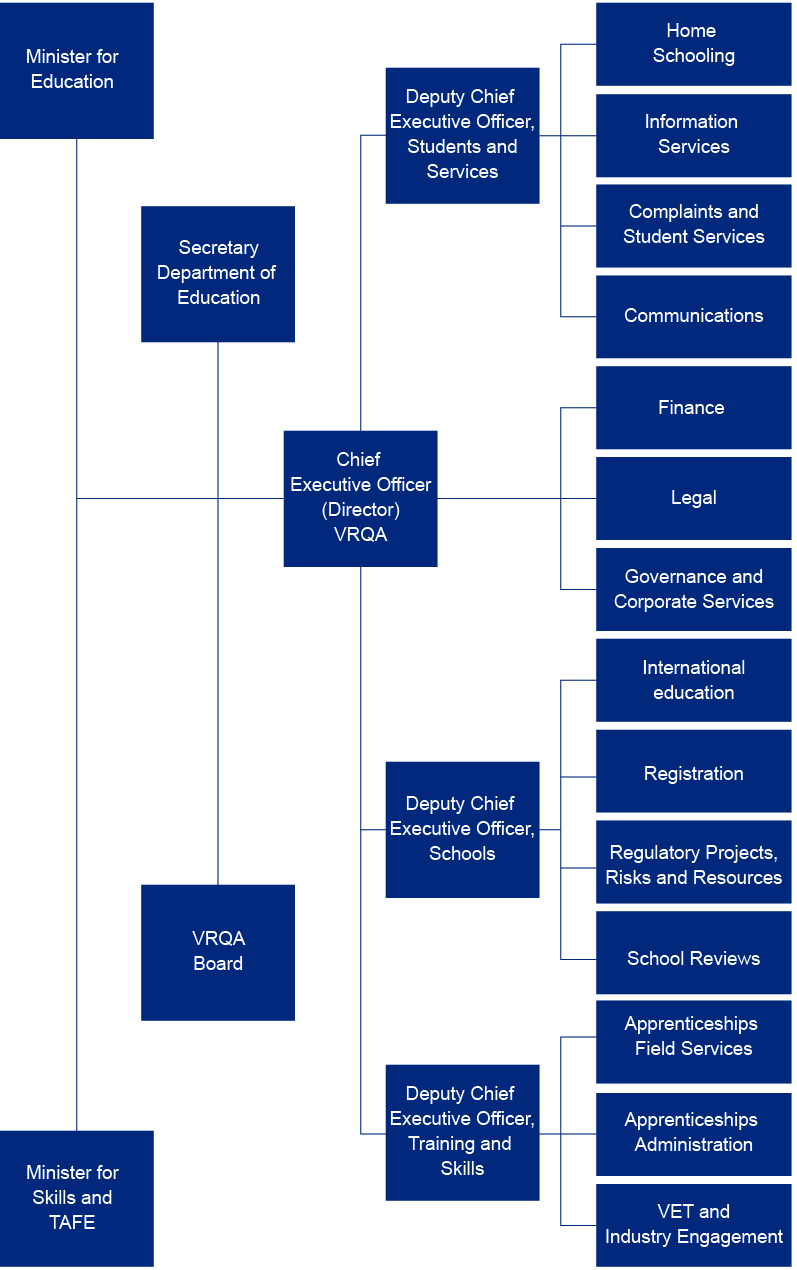 Minister for
Education
Secretary
Department of
Education
Chief
Executive Officer
(Director)
VRQA
VRQA
Board
Minister for
Skills and
TAFE
Deputy Chief
Executive Officer,
Students and
Services
Home
Schooling
Information
Services
Complaints and
Student Services
Communications
Finance
Legal
Governance and
Corporate Services
Deputy Chief
Executive Officer,
Schools
International
education
Registration
Regulatory Projects,
Risks and Resources
School Reviews
Deputy Chief
Executive Officer,
Training and
Skills
Apprenticeships
Field Services
Apprenticeships
Administration
VET and
Industry Engagement